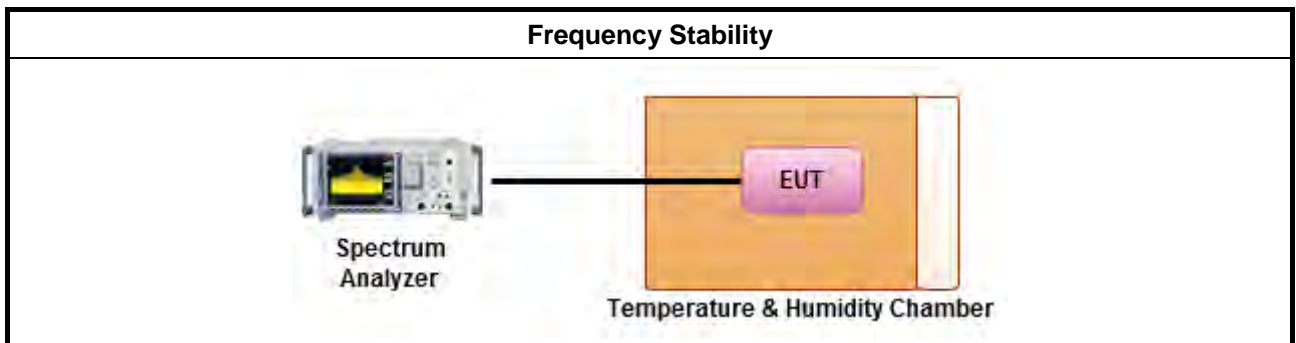 Frequency Stability
EUT
Spectrum
Analyzer
Temperature & Humidity Chamber